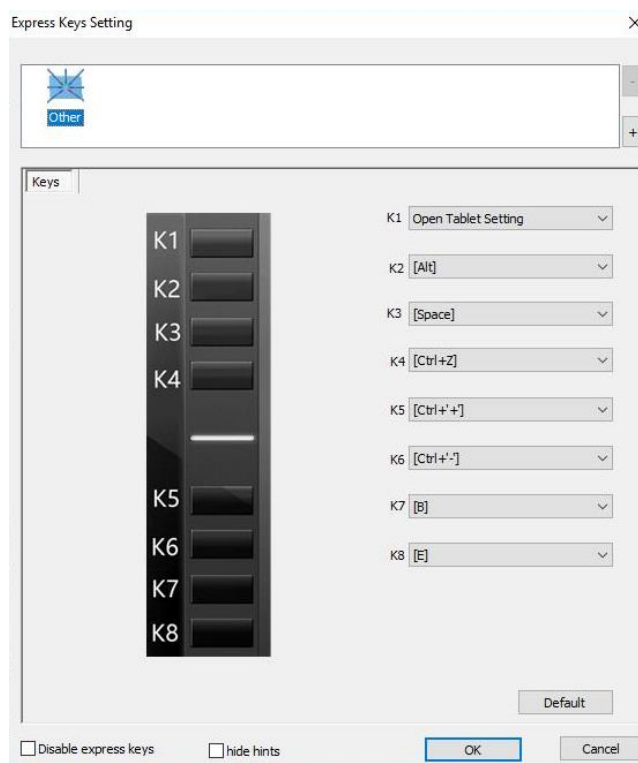 Express Keys Setting
Other
-
+
Keys
K1
K2
K3
K4
K5
K6
K7
K8
K1 Open Tablet Setting
K2 [Alt]
K3 [Space]
K4 [Ctrl+Z]
K5 [Ctrl+'+']
K6 [Ctrl+'-']
K7 [B]
K8 [E]
Default
Disable express keys hide hints OK Cancel